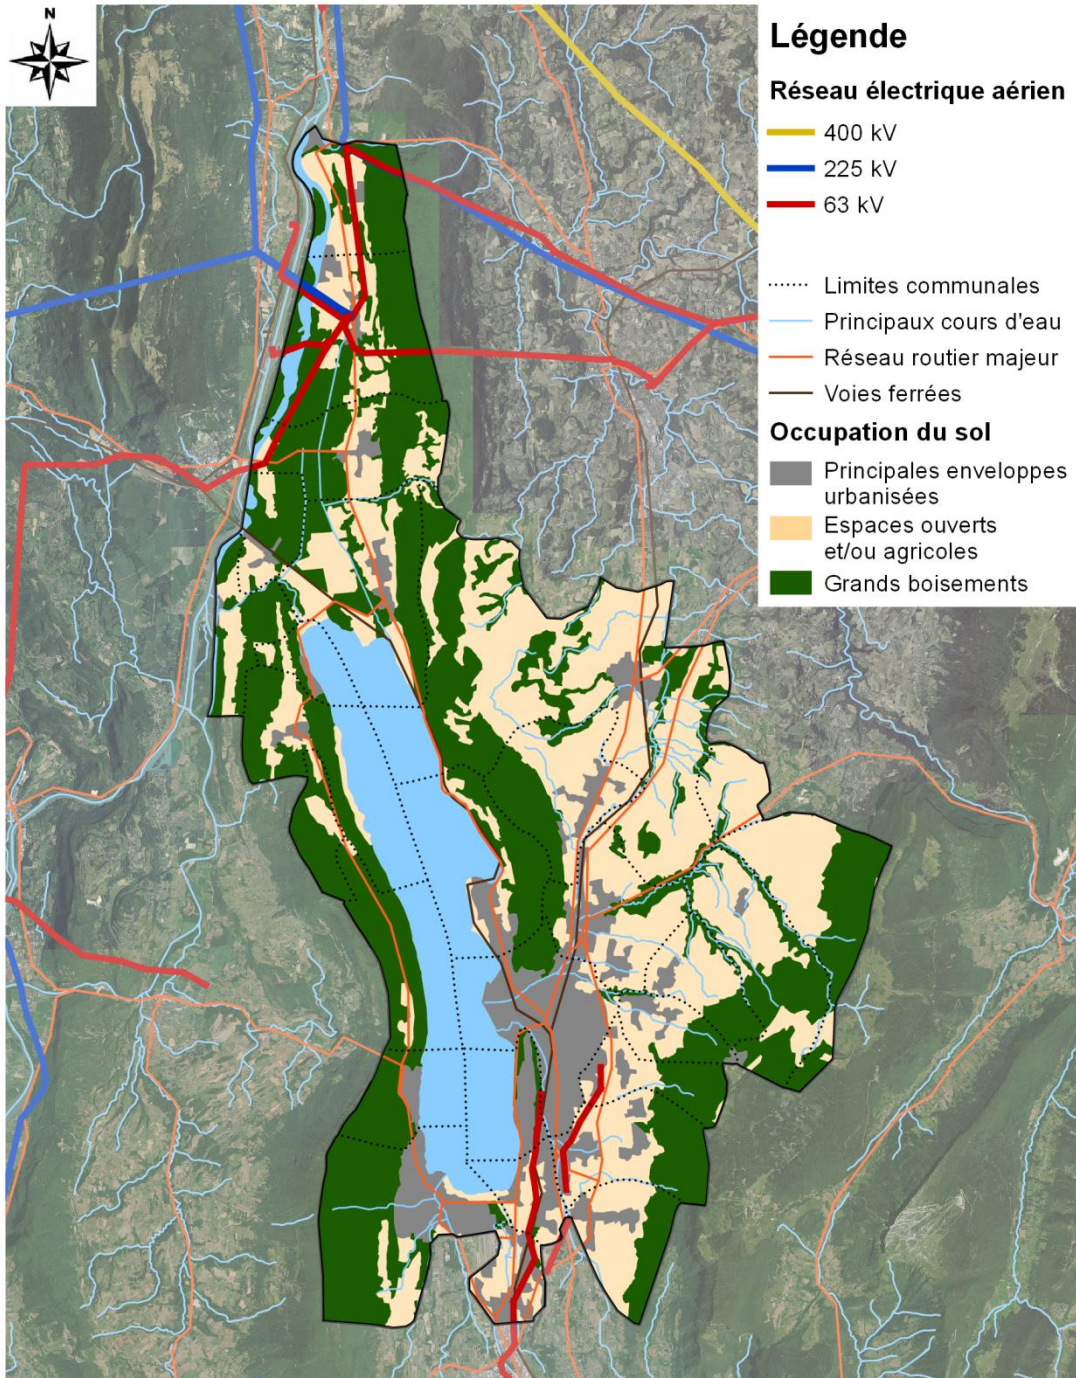 N
Légende
Réseau électrique aérien
400 kV
225 kV
63 kV
Limites communales
Principaux cours d'eau
Réseau routier majeur
Voies ferrées
Occupation du sol
Principales enveloppes
urbanisées
Espaces ouverts
et/ou agricoles
Grands boisements